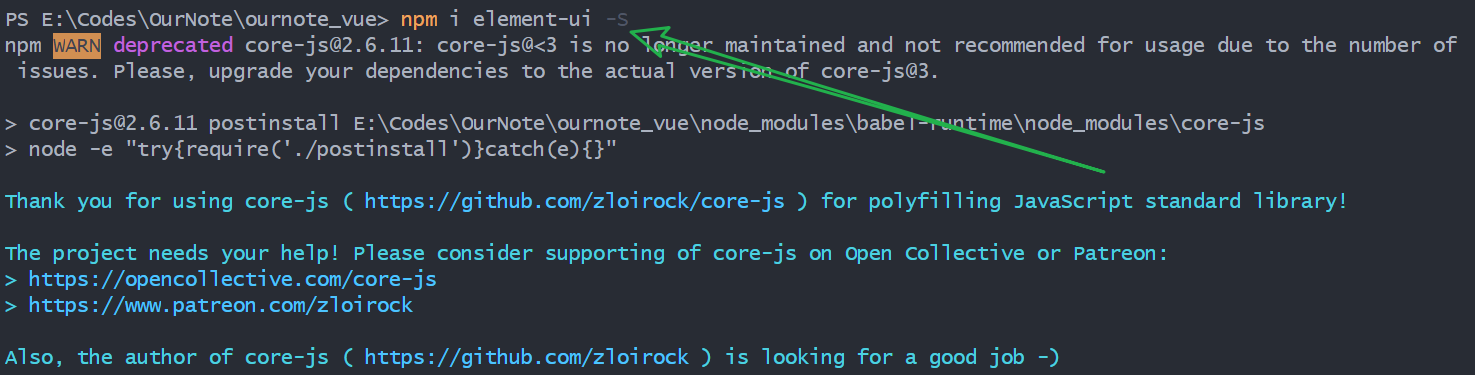 PS E:\Codes\OurNote\ournote_vue> npm i element-ui -S
npm WARN deprecated core-js@2.6.11: core-js@<3 is no longer maintained and not recommended for usage due to the number of
issues. Please, upgrade your dependencies to the actual version of core-js@3.
> core-js@2.6.11 postinstall E:\Codes\OurNote\ournote_vue\node_modules\babel-runtime\node_modules\core-js
> node -e "try{require('./postinstall')}catch(e){}"
Thank you for using core-js ( https://github.com/zloirock/core-js ) for polyfilling JavaScript standard library!
The project needs your help! Please consider supporting of core-js on Open Collective or Patreon:
> https://opencollective.com/core-js
> https://www.patreon.com/zloirock
Also, the author of core-js ( https://github.com/zloirock ) is looking for a good job -)